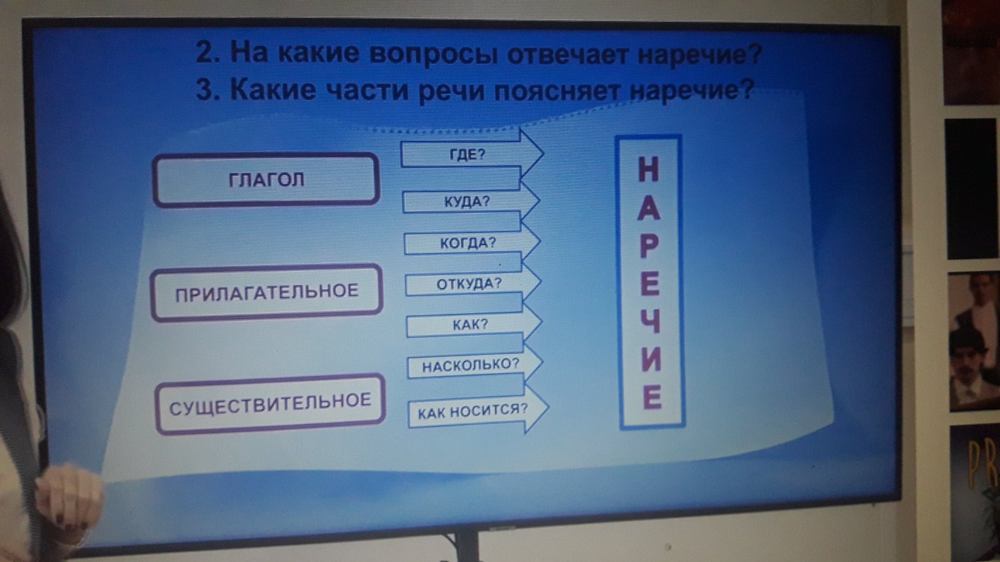 2. На какие вопросы отвечает наречие?
3. Какие части речи поясняет наречие?
ГЛАГОЛ
ПРИЛАГАТЕЛЬНОЕ
СУЩЕСТВИТЕЛЬНОЕ
ГДЕ?
КУДА?
КОГДА?
ОТКУДА?
КАК?
НАСКОЛЬКО?
КАК НОСИТСЯ?
НАРЕЧИЕ
PR